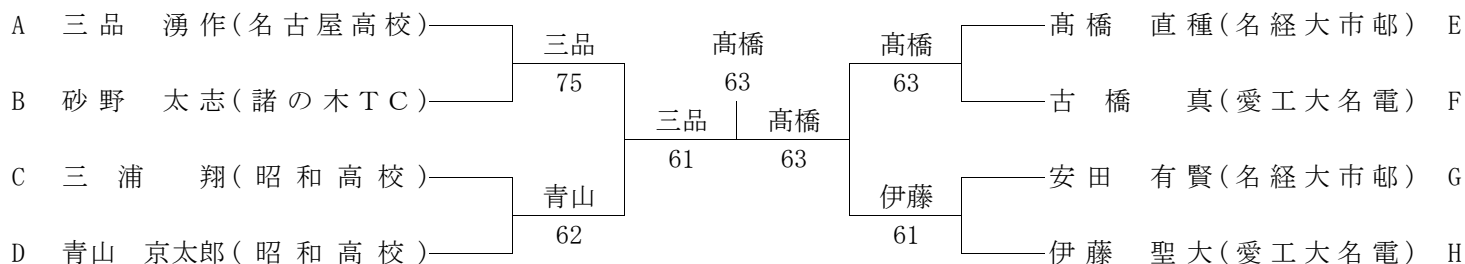 A 三品 湧作(名古屋高校) 髙橋 直種(名経大市邨) E
三品 髙橋 髙橋
75 63 63
B 砂野 太志(諸の木TC) 古橋 真(愛工大名電) F
三品 髙橋
61 63
C 三浦 翔(昭和高校) 安田 有賢(名経大市邨) G
青山 伊藤
62 61
D 青山 京太郎(昭和高校) 伊藤 聖大(愛工大名電) H